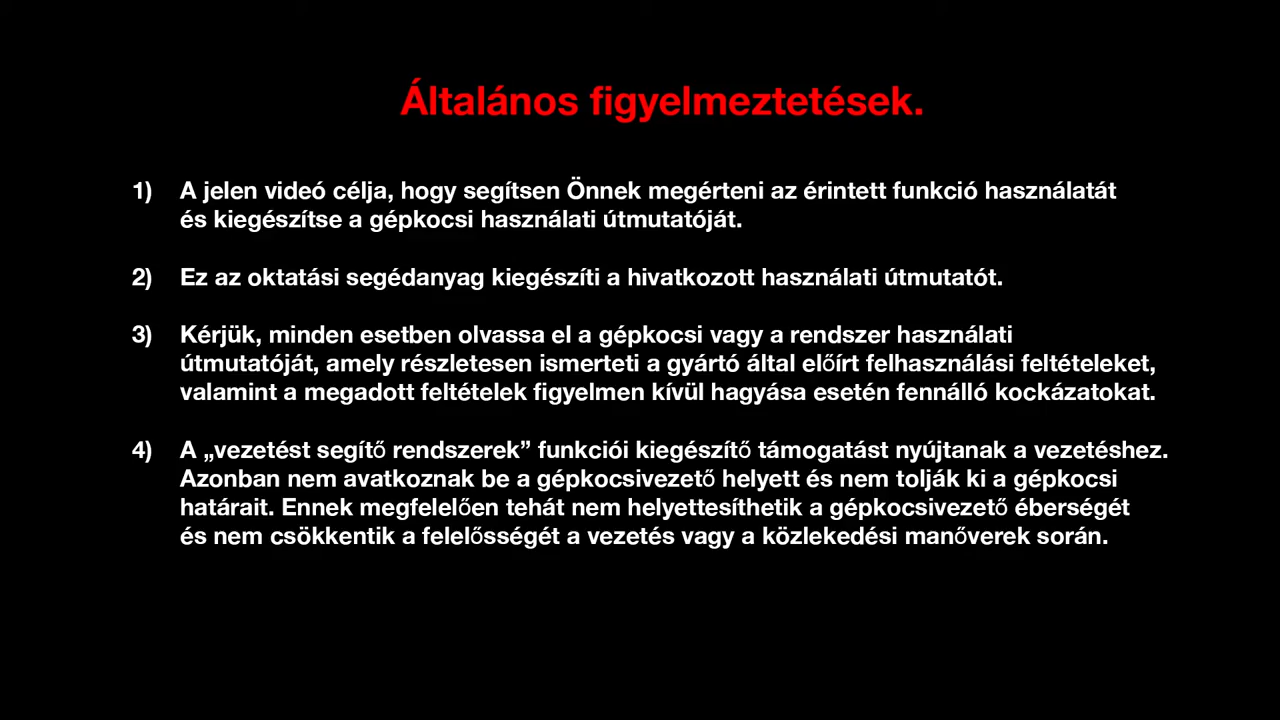 Általános figyelmeztetések.
1) A jelen videó célja, hogy segítsen Önnek megérteni az érintett funkció használatát
és kiegészítse a gépkocsi használati útmutatóját.
2) Ez az oktatási segédanyag kiegészíti a hivatkozott használati útmutatót.
3) Kérjük, minden esetben olvassa el a gépkocsi vagy a rendszer használati
útmutatóját, amely részletesen ismerteti a gyártó által előírt felhasználási feltételeket,
valamint a megadott feltételek figyelmen kívül hagyása esetén fennálló kockázatokat.
4) A „vezetést segítő rendszerek” funkciói kiegészítő támogatást nyújtanak a vezetéshez.
Azonban nem avatkoznak be a gépkocsivezető helyett és nem tolják ki a gépkocsi
határait. Ennek megfelelően tehát nem helyettesíthetik a gépkocsivezető éberségét
és nem csökkentik a felelősségét a vezetés vagy a közlekedési manőverek során.